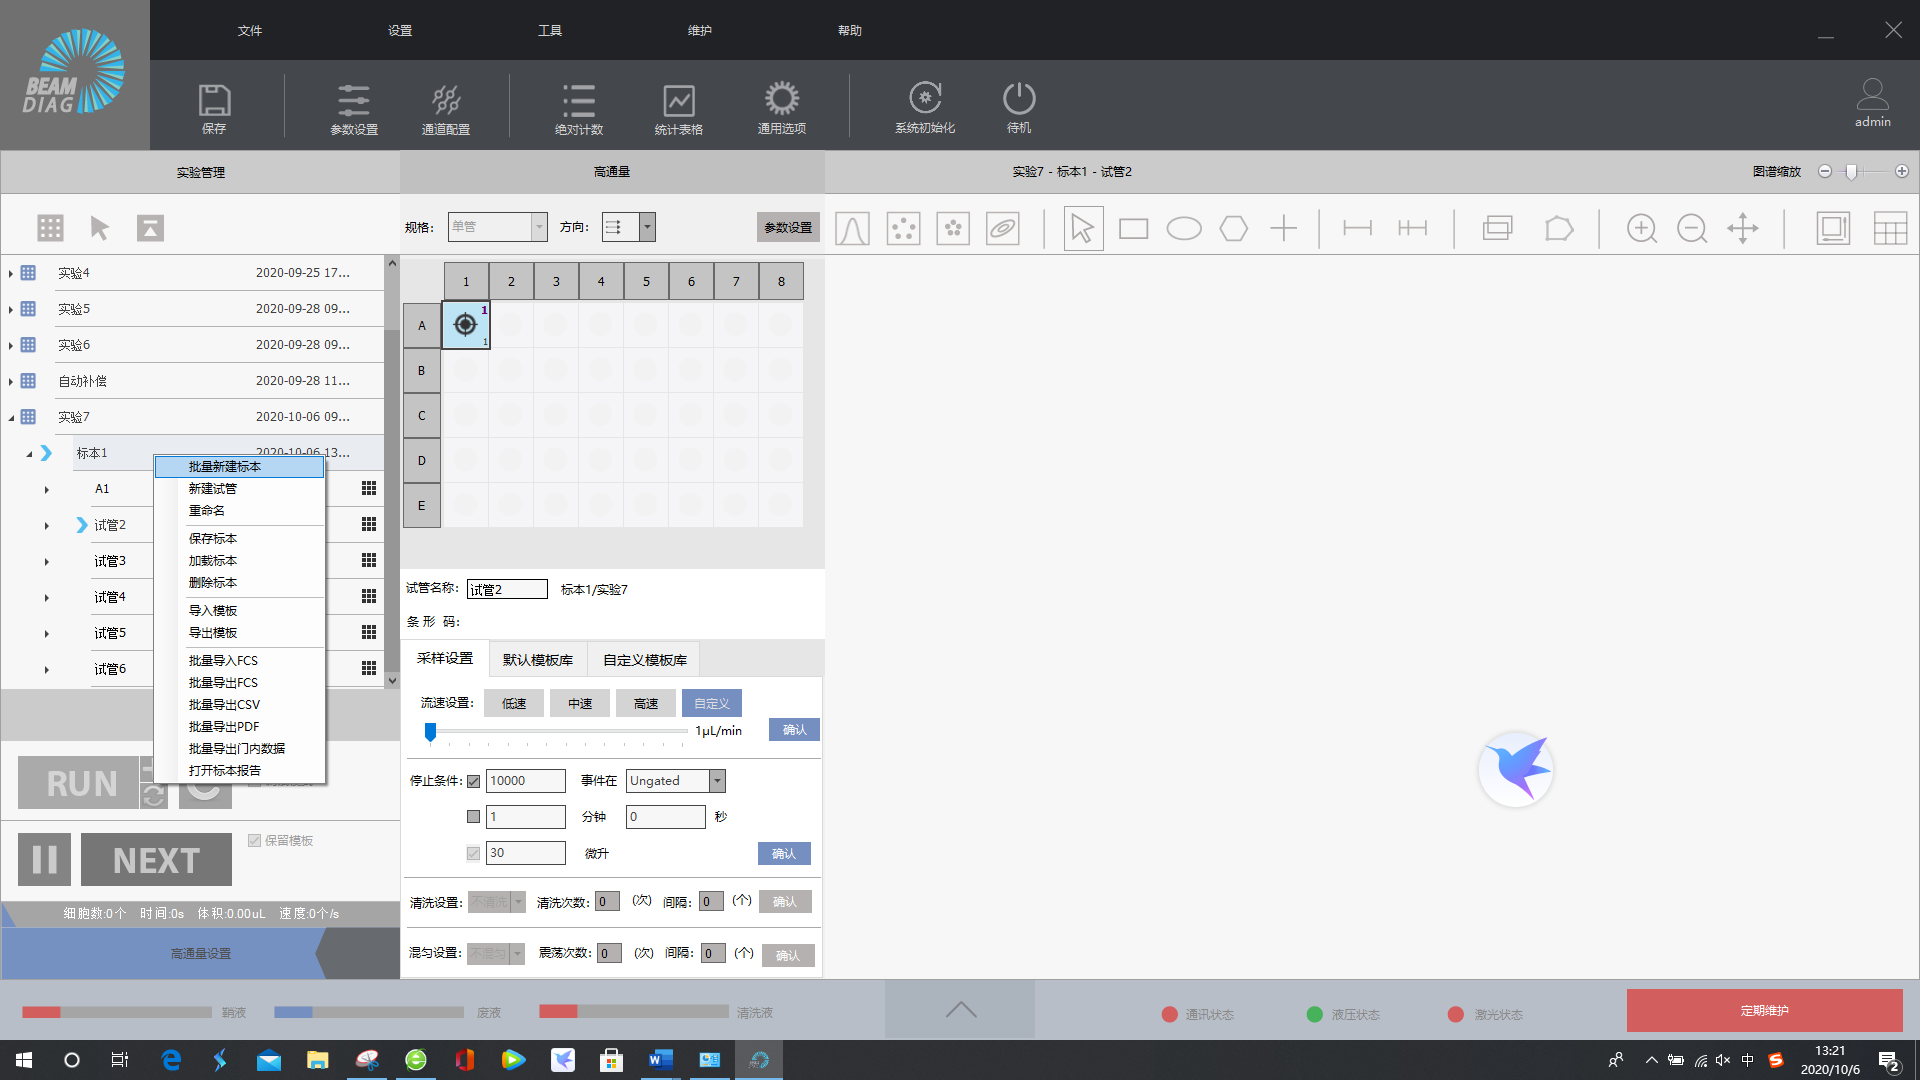 BEAM
DIAG
文件
设置
工具
维护
帮助
保存
参数设置
通道配置
绝对计数
统计表格
通用选项
系统初始化
待机
admin
实验管理
高通量
实验7 - 标本1 - 试管2
图谱缩放
规格:
单管
方向:
参数设置
实验4 2020-09-25 17...
实验5 2020-09-28 09...
实验6 2020-09-28 09...
自动补偿 2020-09-28 11...
实验7 2020-10-06 09...
标本1 2020-10-06 13...
A1
试管2
试管3
试管4
试管5
试管6
批量新建标本
新建试管
重命名
保存标本
加载标本
删除标本
导入模板
导出模板
批量导入FCS
批量导出FCS
批量导出CSV
批量导出PDF
批量导出门内数据
打开标本报告
1 2 3 4 5 6 7 8
A
1
1
B
C
D
E
试管名称: 试管2 标本1/实验7
条 形 码:
采样设置 默认模板库 自定义模板库
流速设置: 低速 中速 高速 自定义
1μL/min 确认
停止条件: 10000 事件在 Ungated
1 分钟 0 秒
30 微升 确认
清洗设置: 不清洗 清洗次数: 0 (次) 间隔: 0 (个) 确认
混匀设置: 不混匀 震荡次数: 0 (次) 间隔: 0 (个) 确认
RUN
NEXT
保留模板
细胞数:0个 时间:0s 体积:0.00uL 速度:0个/s
高通量设置
鞘液
废液
清洗液
通讯状态
液压状态
激光状态
定期维护
中
13:21
2020/10/6
2